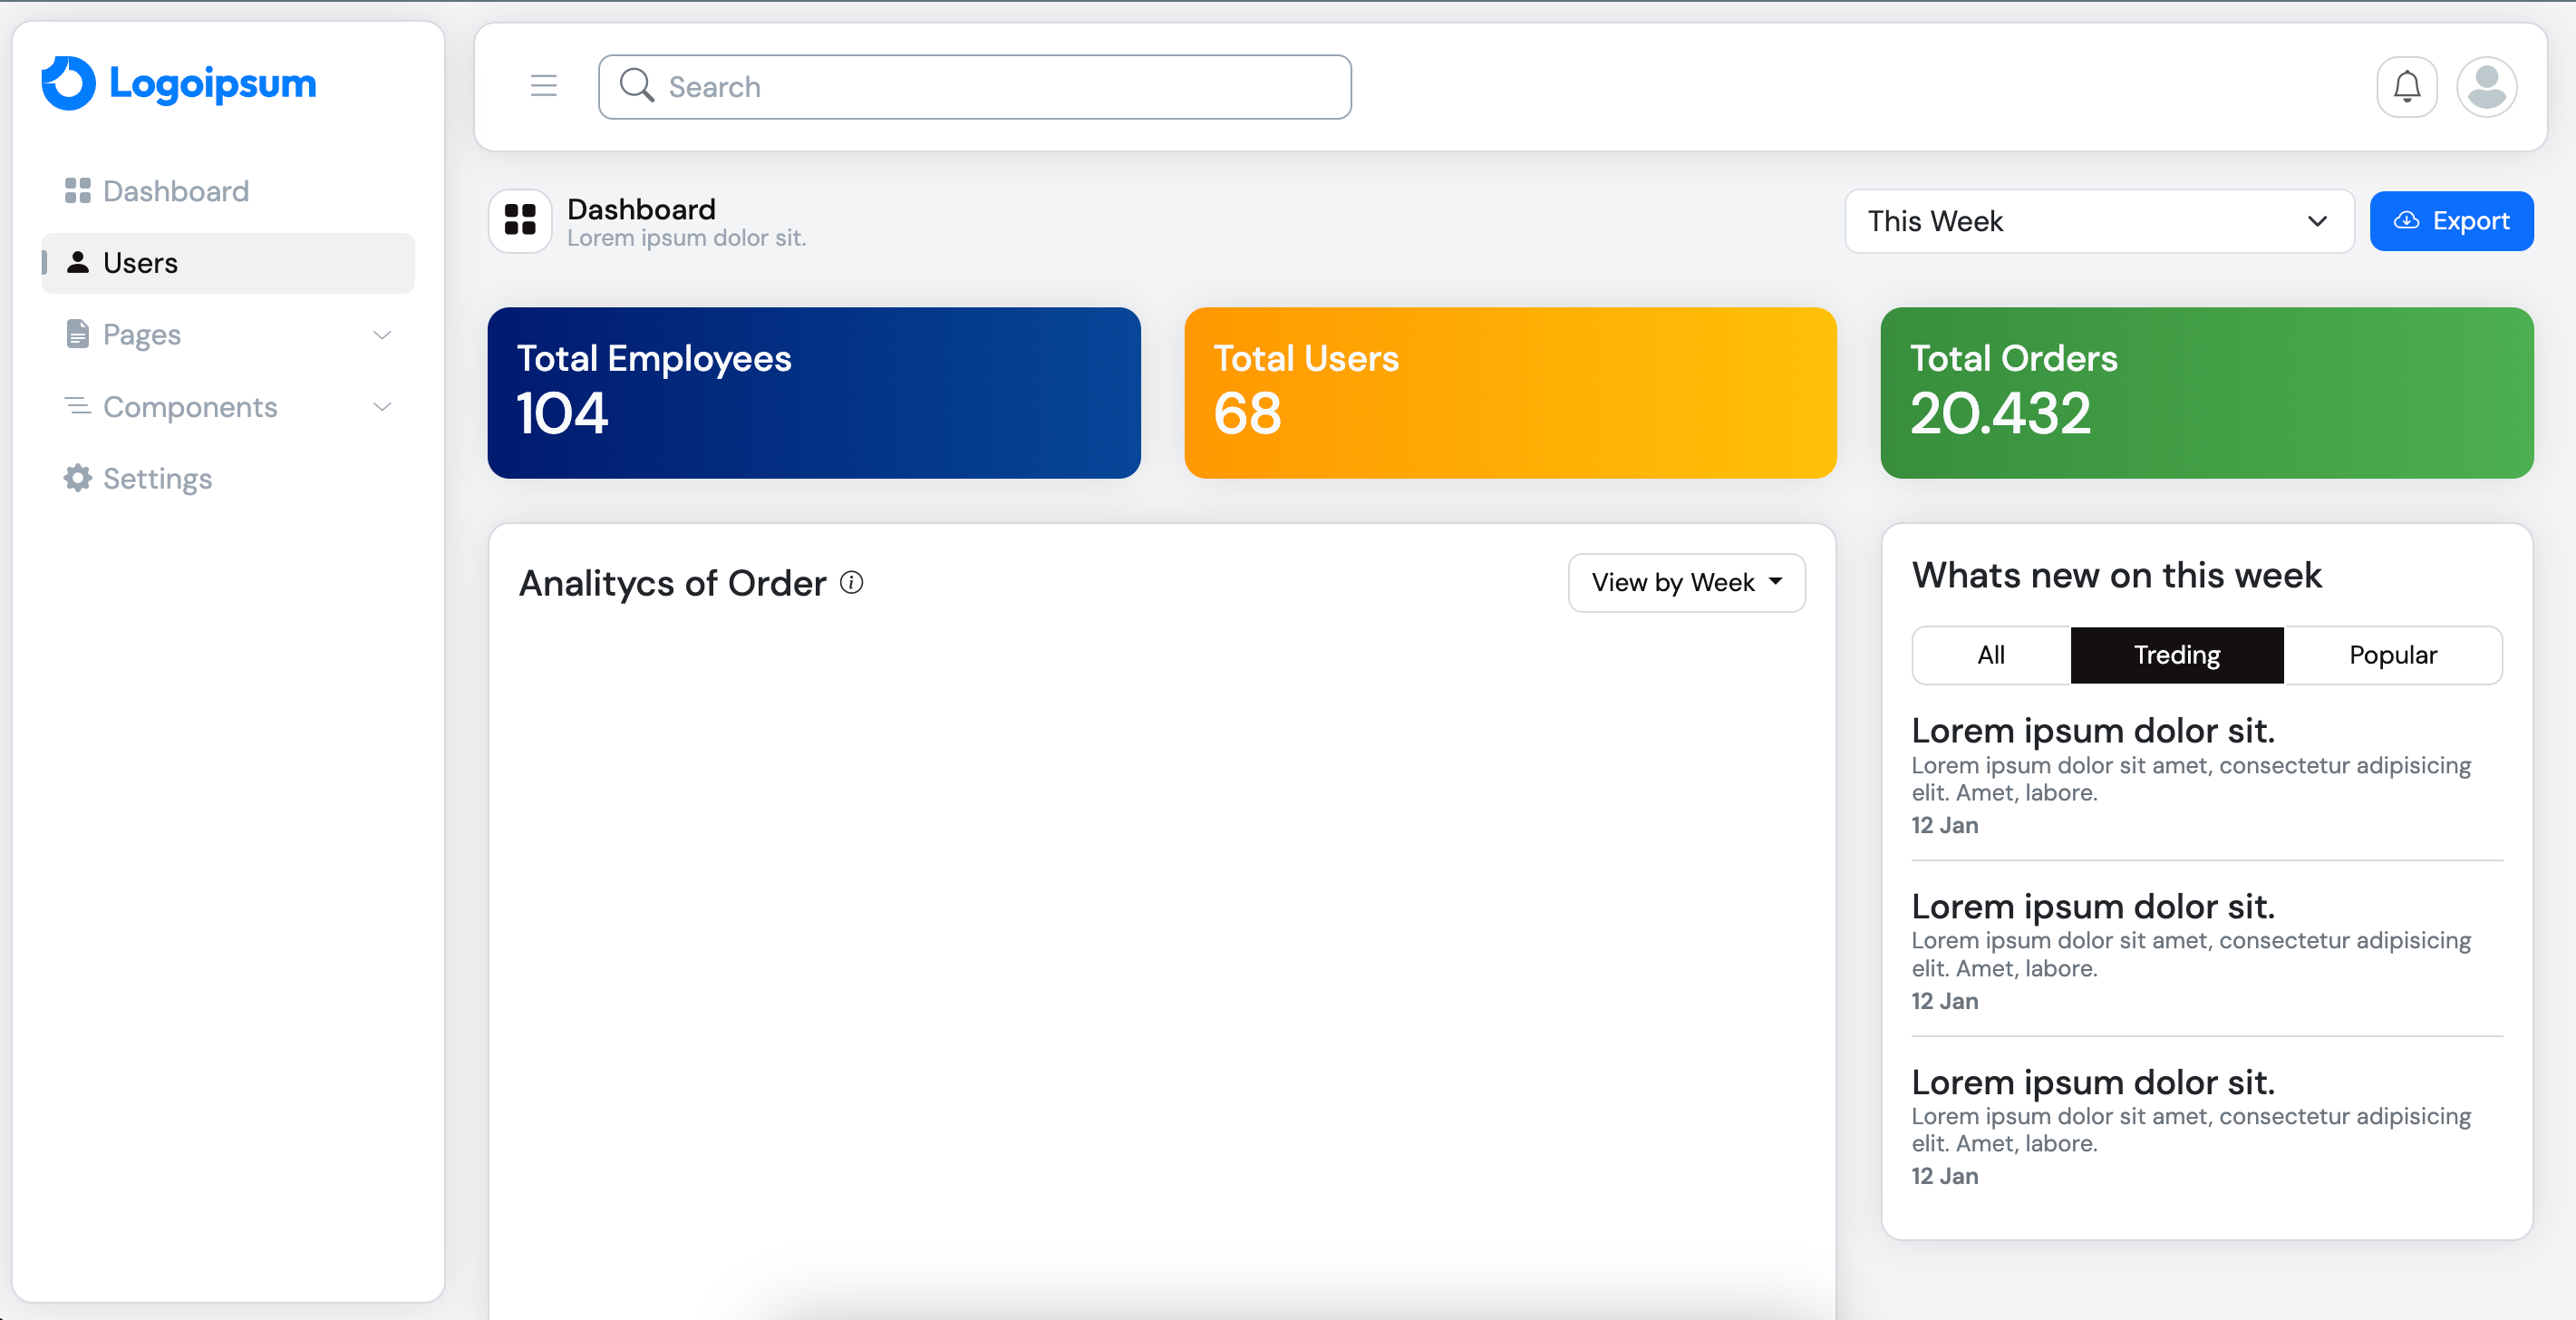 Logoipsum
Dashboard
Users
Pages
Components
Settings
Search
Dashboard
Lorem ipsum dolor sit.
This Week
Export
Total Employees
104
Total Users
68
Total Orders
20.432
Analitycs of Order
View by Week
Whats new on this week
All
Treding
Popular
Lorem ipsum dolor sit.
Lorem ipsum dolor sit amet, consectetur adipisicing
elit. Amet, labore.
12 Jan
Lorem ipsum dolor sit.
Lorem ipsum dolor sit amet, consectetur adipisicing
elit. Amet, labore.
12 Jan
Lorem ipsum dolor sit.
Lorem ipsum dolor sit amet, consectetur adipisicing
elit. Amet, labore.
12 Jan